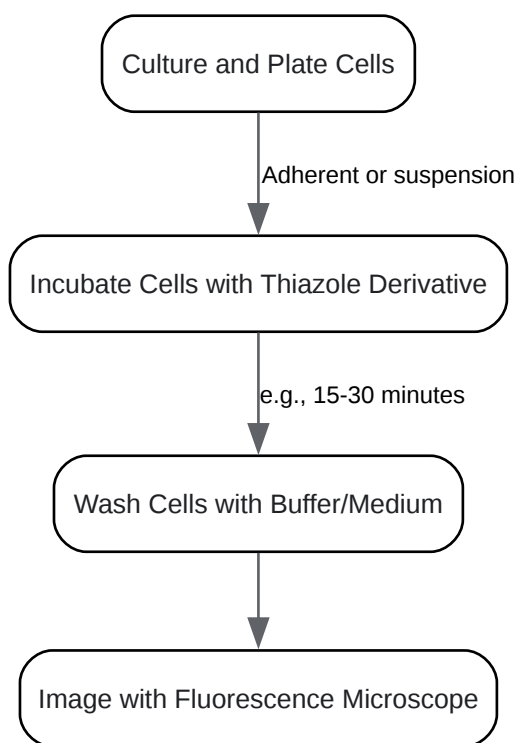 Culture and Plate Cells
Adherent or suspension
Incubate Cells with Thiazole Derivative
e.g., 15-30 minutes
Wash Cells with Buffer/Medium
Image with Fluorescence Microscope